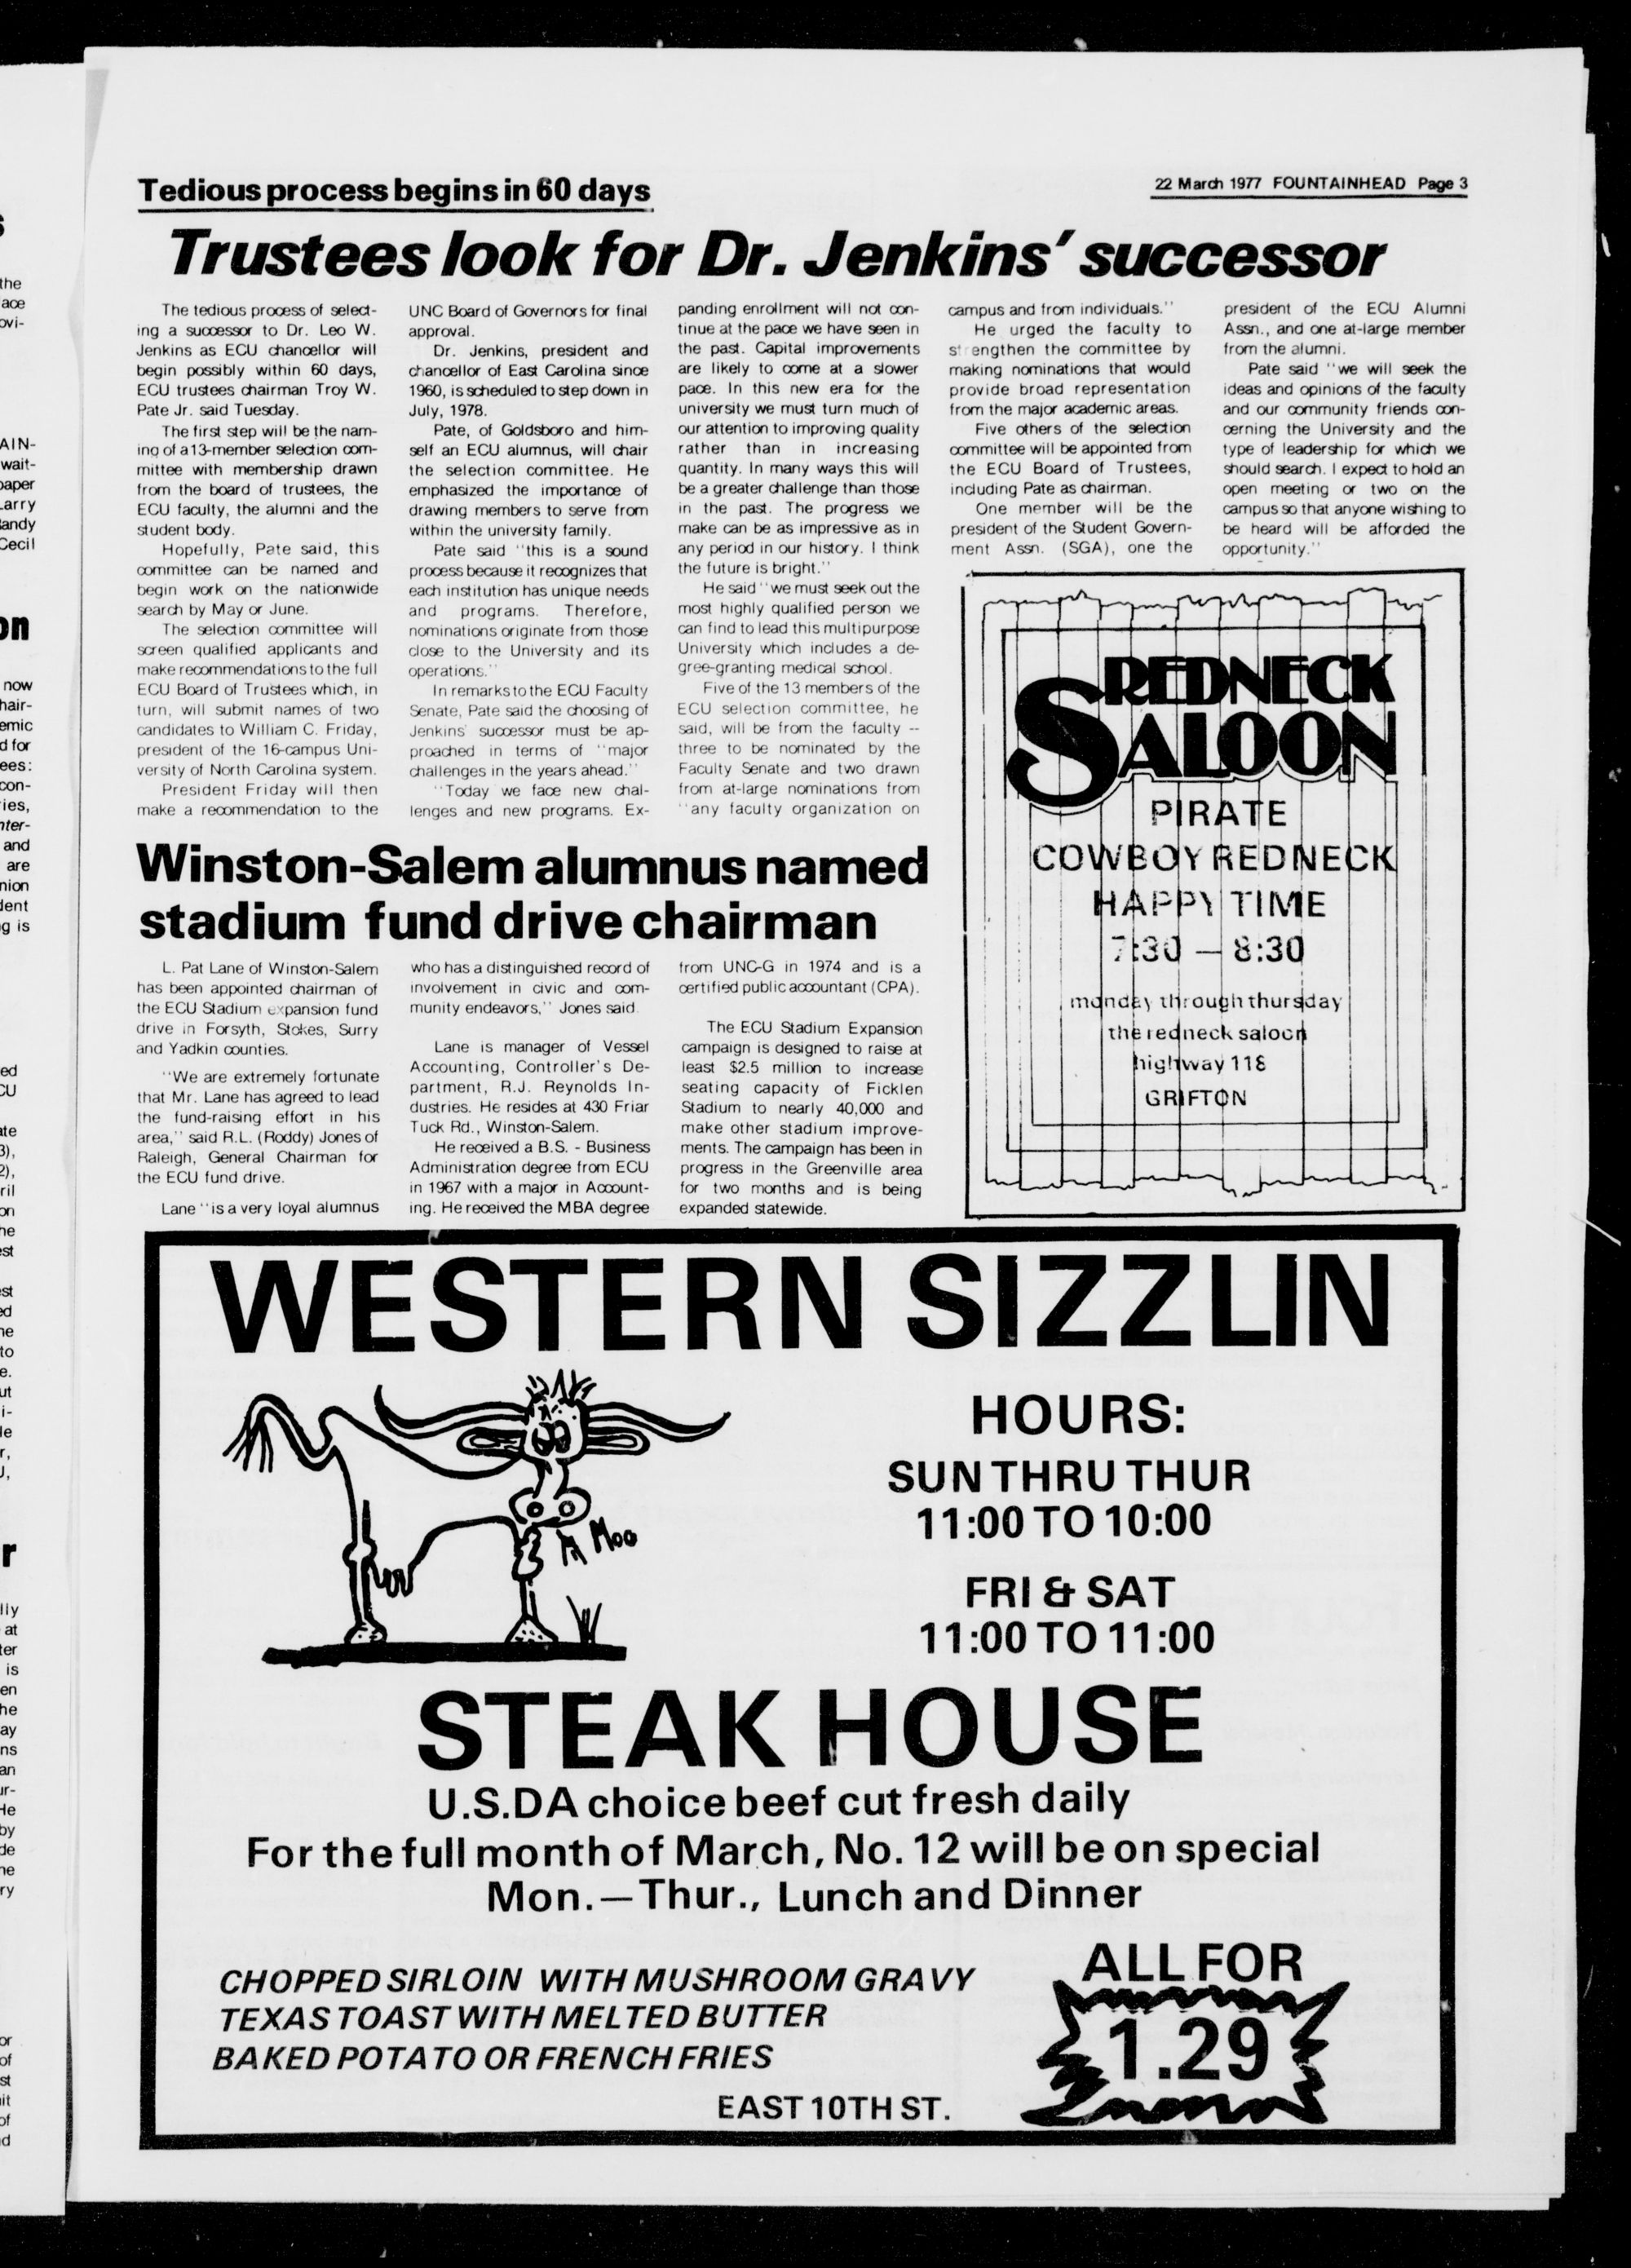 Tedious process begins in 60 days
22 March 1977 FOUNTAINHEAD Page 3
Trustees look for Dr. Jenkins' successor
The tedious process of select-
ing a successor to Dr. Leo W.
Jenkins as ECU chancellor will
begin possibly within 60 days,
ECU trustees chairman Troy W.
Pate Jr. said Tuesday.
The first step will be the nam-
ing of a 13-member selection com-
mittee with membership drawn
from the board of trustees, the
ECU faculty, the alumni and the
student body.
Hopefully, Pate said, this
committee can be named and
begin work on the nationwide
search by May or June.
The selection committee will
screen qualified applicants and
make recommendations to the full
ECU Board of Trustees which, in
turn, will submit names of two
candidates to William C. Friday,
president of the 16-campus Uni-
versity of North Carolina system.
President Friday will then
make a recommendation to the
UNC Board of Governors for final
approval.
Dr. Jenkins, president and
chancellor of East Carolina since
1960, is scheduled to step down in
July, 1978.
Pate, of Goldsboro and him-
self an ECU alumnus, will chair
the selection committee. He
emphasized the importance of
drawing members to serve from
within the university family.
Pate said "this is a sound
process because it recognizes that
each institution has unique needs
and programs. Therefore,
nominations originate from those
close to the University and its
operations."
In remarks to the ECU Faculty
Senate, Pate said the choosing of
Jenkins' successor must be ap-
proached in terms of "major
challenges in the years ahead."
"Today we face new chal-
lenges and new programs. Ex-
panding enrollment will not con-
tinue at the pace we have seen in
the past. Capital improvements
are likely to come at a slower
pace. In this new era for the
university we must turn much of
our attention to improving quality
rather than in increasing
quantity. In many ways this will
be a greater challenge than those
in the past. The progress we
make can be as impressive as in
any period in our history. I think
the future is bright."
He said "we must seek out the
most highly qualified person we
can find to lead this multipurpose
University which includes a de-
gree-granting medical school.
Five of the 13 members of the
ECU selection committee, he
said, will be from the faculty --
three to be nominated by the
Faculty Senate and two drawn
from at-large nominations from
"any faculty organization on
campus and from individuals."
He urged the faculty to
strengthen the committee by
making nominations that would
provide broad representation
from the major academic areas.
Five others of the selection
committee will be appointed from
the ECU Board of Trustees,
including Pate as chairman.
One member will be the
president of the Student Govern-
ment Assn. (SGA), one the
president of the ECU Alumni
Assn., and one at-large member
from the alumni.
Pate said "we will seek the
ideas and opinions of the faculty
and our community friends con-
cerning the University and the
type of leadership for which we
should search. I expect to hold an
open meeting or two on the
campus so that anyone wishing to
be heard will be afforded the
opportunity."
Winston-Salem alumnus named
stadium fund drive chairman
L. Pat Lane of Winston-Salem
has been appointed chairman of
the ECU Stadium expansion fund
drive in Forsyth, Stokes, Surry
and Yadkin counties.
"We are extremely fortunate
that Mr. Lane has agreed to lead
the fund-raising effort in his
area," said R.L. (Roddy) Jones of
Raleigh, General Chairman for
the ECU fund drive.
Lane "is a very loyal alumnus
who has a distinguished record of
involvement in civic and com-
munity endeavors," Jones said.
Lane is manager of Vessel
Accounting, Controller's De-
partment, R.J. Reynolds In-
dustries. He resides at 430 Friar
Tuck Rd., Winston-Salem.
He received a B.S. - Business
Administration degree from ECU
in 1967 with a major in Account-
ing. He received the MBA degree
from UNC-G in 1974 and is a
certified public accountant (CPA).
The ECU Stadium Expansion
campaign is designed to raise at
least $2.5 million to increase
seating capacity of Ficklen
Stadium to nearly 40,000 and
make other stadium improve-
ments. The campaign has been in
progress in the Greenville area
for two months and is being
expanded statewide.
REDNECK
SALOON
PIRATE
COWBOY REDNECK
HAPPY TIME
7:30 — 8:30
monday through thursday
the redneck saloon
highway 118
GRIFTON
WESTERN SIZZLIN
Moo
HOURS:
SUN THRU THUR
11:00 TO 10:00
FRI & SAT
11:00 TO 11:00
STEAK HOUSE
U.S.DA choice beef cut fresh daily
For the full month of March, No. 12 will be on special
Mon.—Thur., Lunch and Dinner
CHOPPED SIRLOIN WITH MUSHROOM GRAVY
TEXAS TOAST WITH MELTED BUTTER
BAKED POTATO OR FRENCH FRIES
ALL FOR
1.29
EAST 10TH ST.